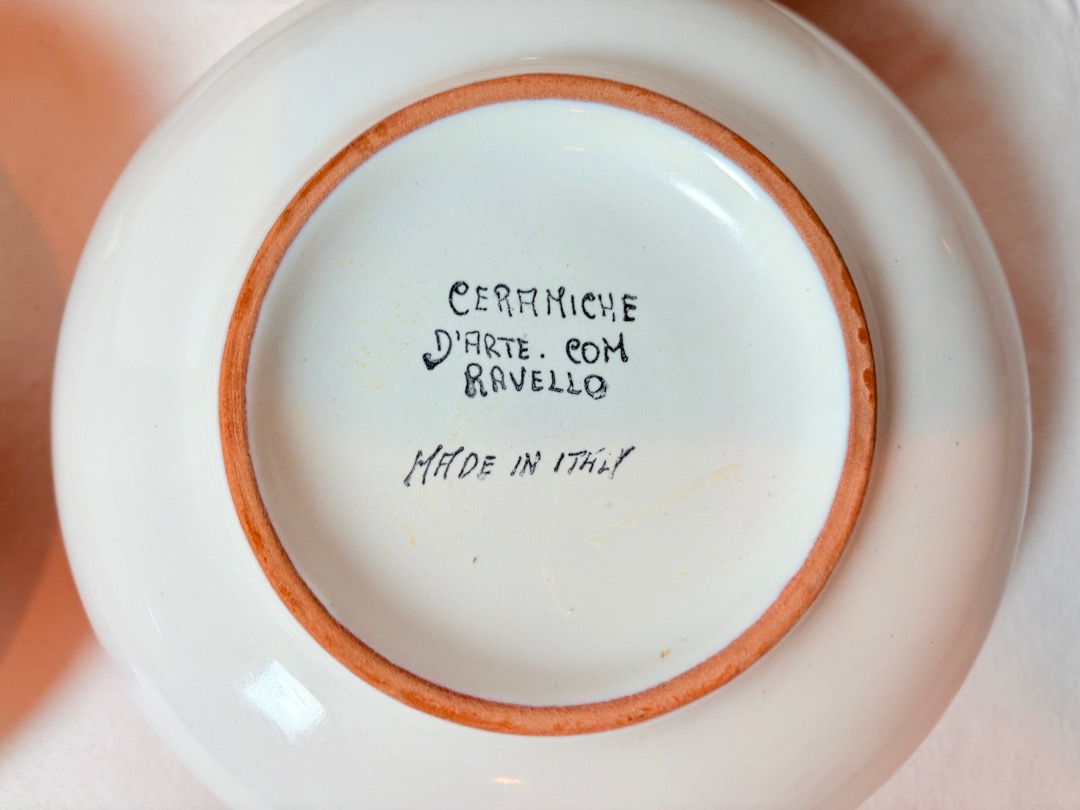 CERAMICHE
D'ARTE. COM
RAVELLO
MADE IN ITALY